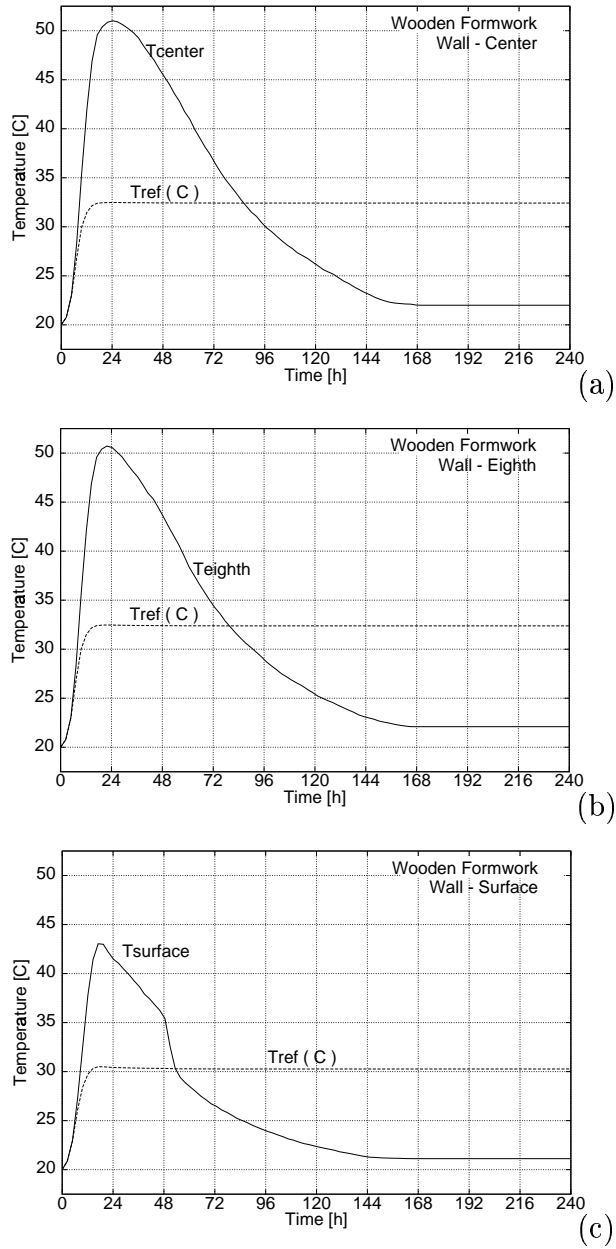 Wooden Formwork
Wall - Center
50
45
40
35
30
25
20
Temperature [C]
Tcenter
Tref ( C )
0 24 48 72 96 120 144 168 192 216 240
Time [h]
(a)
Wooden Formwork
Wall - Eighth
50
45
40
35
30
25
20
Temperature [C]
Teighth
Tref ( C )
0 24 48 72 96 120 144 168 192 216 240
Time [h]
(b)
Wooden Formwork
Wall - Surface
50
45
40
35
30
25
20
Temperature [C]
Tsurface
Tref ( C )
0 24 48 72 96 120 144 168 192 216 240
Time [h]
(c)